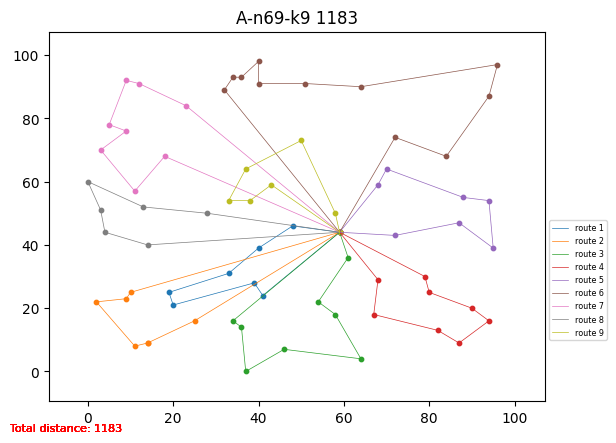 A-n69-k9 1183
100
80
60
40
20
0
0 20 40 60 80 100
route 1
route 2
route 3
route 4
route 5
route 6
route 7
route 8
route 9
Total distance: 1183